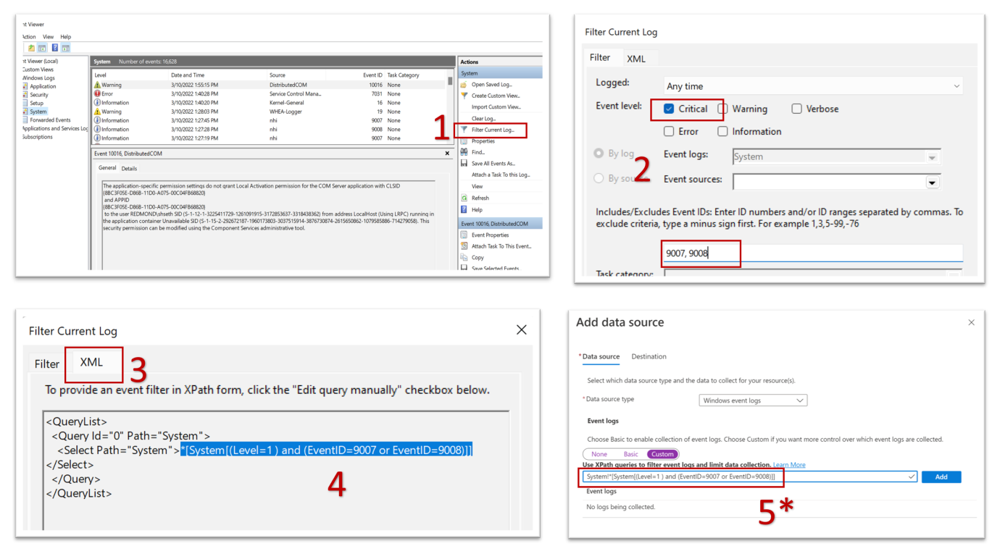 nt Viewer
Action View Help
nt Viewer (Local)
Custom Views
Windows Logs
Application
Security
Setup
System
Forwarded Events
Applications and Services Log
Subscriptions
System Number of events: 16,628
Level Date and Time Source Event ID Task Category
Warning 3/10/2022 1:55:15 PM DistributedCOM 10016 None
Error 3/10/2022 1:40:28 PM Service Control Mana... 7031 None
Information 3/10/2022 1:40:20 PM Kernel-General 16 None
Warning 3/10/2022 1:28:03 PM WHEA-Logger 19 None
Information 3/10/2022 1:27:45 PM nhi 9007 None
Information 3/10/2022 1:27:28 PM nhi 9008 None
Information 3/10/2022 1:27:19 PM nhi 9007 None
Event 10016, DistributedCOM
General Details
The application-specific permission settings do not grant Local Activation permission for the COM Server application with CLSID
{8BC3F05E-D86B-11D0-A075-00C04FB68820}
and APPID
{8BC3F05E-D86B-11D0-A075-00C04FB68820}
to the user REDMOND\shseth SID (S-1-12-1-3225411729-1261091915-3172853637-3318438362) from address LocalHost (Using LRPC) running in
the application container Unavailable SID (S-1-15-2-292672187-1960173803-3037515914-3876730874-2615650862-1079585886-714279058). This
security permission can be modified using the Component Services administrative tool.
Actions
System
Open Saved Log...
Create Custom View...
Import Custom View...
Clear Log...
1
Filter Current Log...
Properties
Find...
Save All Events As...
Attach a Task To this Log...
View
Refresh
Help
Event 10016, DistributedCOM
Event Properties
Attach Task To This Event...
Copy
Save Selected Events
Filter Current Log
Filter XML
Logged: Any time
Event level: Critical Warning Verbose
Error Information
By log Event logs: System
2
By source Event sources:
Includes/Excludes Event IDs: Enter ID numbers and/or ID ranges separated by commas. To
exclude criteria, type a minus sign first. For example 1,3,5-99,-76
9007, 9008
Task category:
Filter Current Log
Filter XML
3
To provide an event filter in XPath form, click the "Edit query manually" checkbox below.
<QueryList>
<Query Id="0" Path="System">
<Select Path="System">*[System[(Level=1 ) and (EventID=9007 or EventID=9008)]]
</Select>
</Query>
</QueryList>
4
Add data source
* Data source Destination
Select which data source type and the data to collect for your resource(s).
* Data source type Windows event logs
Event logs
Choose Basic to enable collection of event logs. Choose Custom if you want more control over which event logs are collected.
None Basic Custom
Use XPath queries to filter event logs and limit data collection. Learn More
System!*[System[(Level=1 ) and (EventID=9007 or EventID=9008)]] Add
Event logs
No logs being collected.
5*